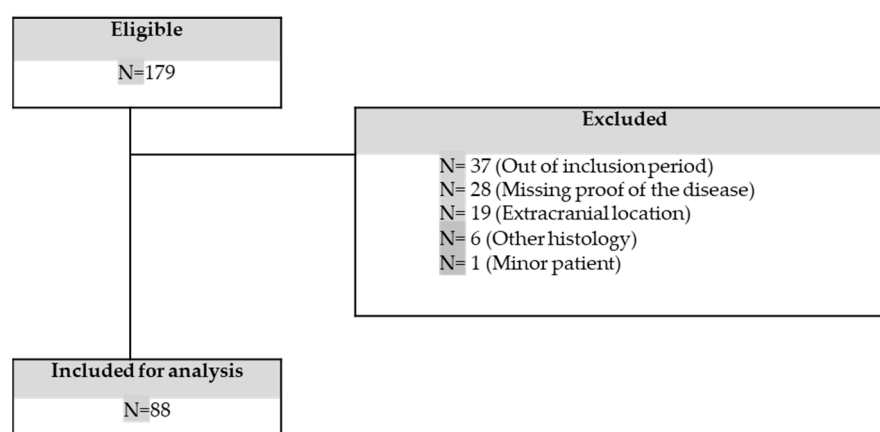 Eligible
N=179
Excluded
N= 37 (Out of inclusion period)
N= 28 (Missing proof of the disease)
N= 19 (Extracranial location)
N= 6 (Other histology)
N= 1 (Minor patient)
Included for analysis
N=88